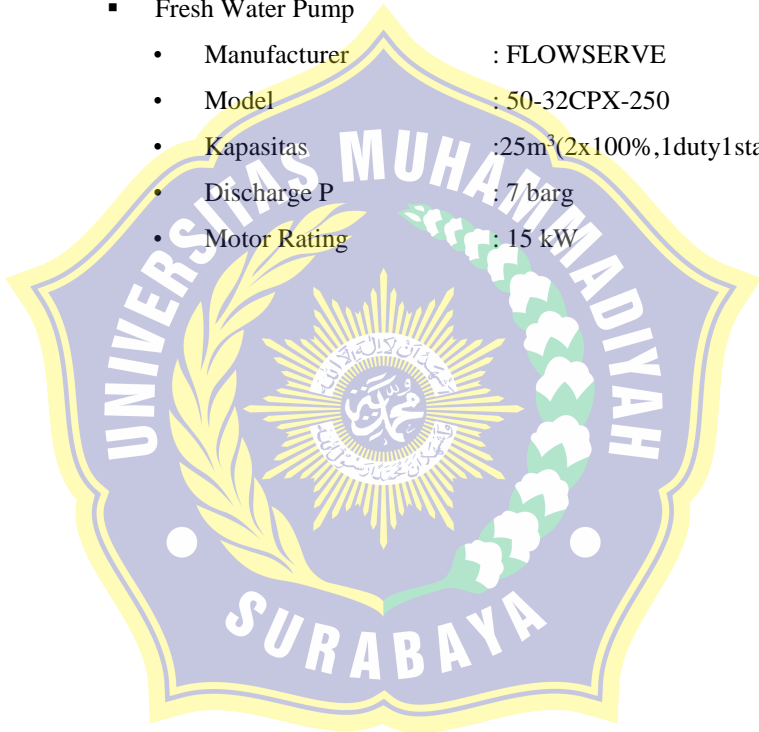 ▪ Fresh Water Pump
• Manufacturer : FLOWSERVE
• Model : 50-32CPX-250
• Kapasitas :25m³(2x100%,1duty1sta
• Discharge P : 7 barg
• Motor Rating : 15 kW
UNIVERSITAS MUHAMMADIYAH
SURABAYA